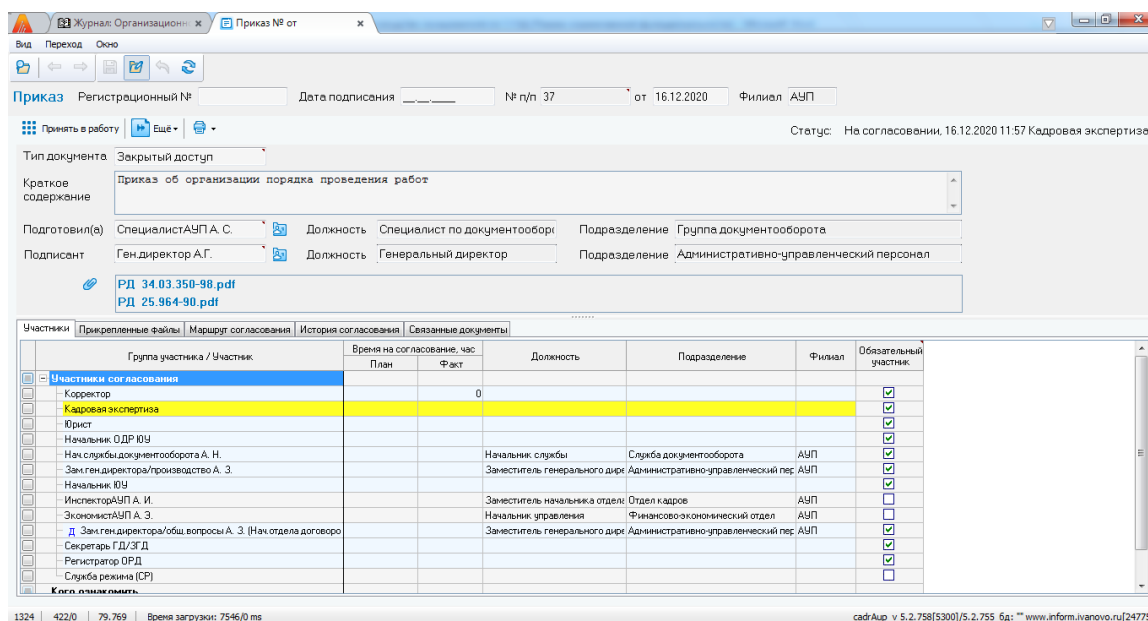 Журнал: Организационн Приказ № от
Вид Переход Окно
Приказ Регистрационный № Дата подписания __.__.____ № п/п 37 от 16.12.2020 Филиал АУП
Принять в работу Ещё Статус: На согласовании, 16.12.2020 11:57 Кадровая экспертиза
Тип документа Закрытый доступ
Краткое содержание Приказ об организации порядка проведения работ
Подготовил(а) СпециалистАУП А. С. Должность Специалист по документооборо Подразделение Группа документооборота
Подписант Ген.директор А.Г. Должность Генеральный директор Подразделение Административно-управленческий персонал
РД 34.03.350-98.pdf
РД 25.964-90.pdf
Участники Прикрепленные файлы Маршрут согласования История согласования Связанные документы
Группа участника / Участник Время на согласование, час Должность Подразделение Филиал Обязательный участник
План Факт
Участники согласования
Корректор 0
Кадровая экспертиза
Юрист
Начальник ОДР ЮУ
Нач.службы.документооборота А. Н. Начальник службы Служба документооборота АУП
Зам.ген.директора/производство А. З. Заместитель генерального дире Административно-управленческий пер АУП
Начальник ЮУ
ИнспекторАУП А. И. Заместитель начальника отдела Отдел кадров АУП
ЭкономистАУП А. Э. Начальник управления Финансово-экономический отдел АУП
Д Зам.ген.директора/общ.вопросы А. З. (Нач.отдела договоро Заместитель генерального дире Административно-управленческий пер АУП
Секретарь ГД/ЗГД
Регистратор ОРД
Служба режима (СР)
Кого ознакомить
1324 422/0 79.769 Время загрузки: 7546/0 ms cadrAup v 5.2.758[5300]/5.2.755 бд: "" www.inform.ivanovo.ru[2477